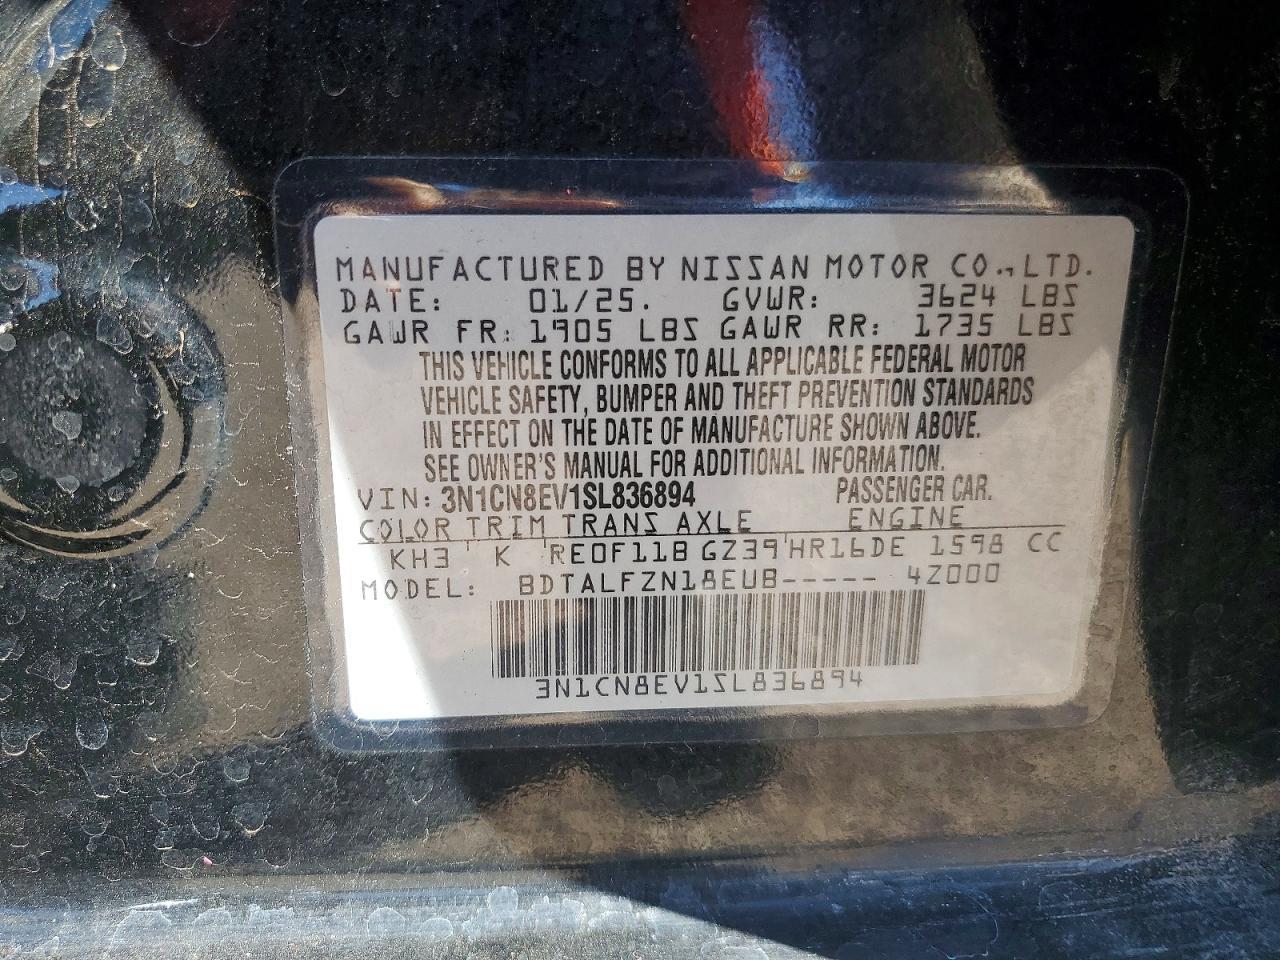 MANUFACTURED BY NISSAN MOTOR CO., LTD.
DATE: 01/25. GVWR: 3624 LBS
GAWR FR: 1905 LBS GAWR RR: 1735 LBS
THIS VEHICLE CONFORMS TO ALL APPLICABLE FEDERAL MOTOR
VEHICLE SAFETY, BUMPER AND THEFT PREVENTION STANDARDS
IN EFFECT ON THE DATE OF MANUFACTURE SHOWN ABOVE.
SEE OWNER'S MANUAL FOR ADDITIONAL INFORMATION.
VIN: 3N1CN8EV1SL836894 PASSENGER CAR.
COLOR TRIM TRANS AXLE ENGINE
KH3 K RE0F11B GZ39 HR16DE 1598 CC
MODEL: BDTALFZN18EUB----- 4Z000
3N1CN8EV1SL836894